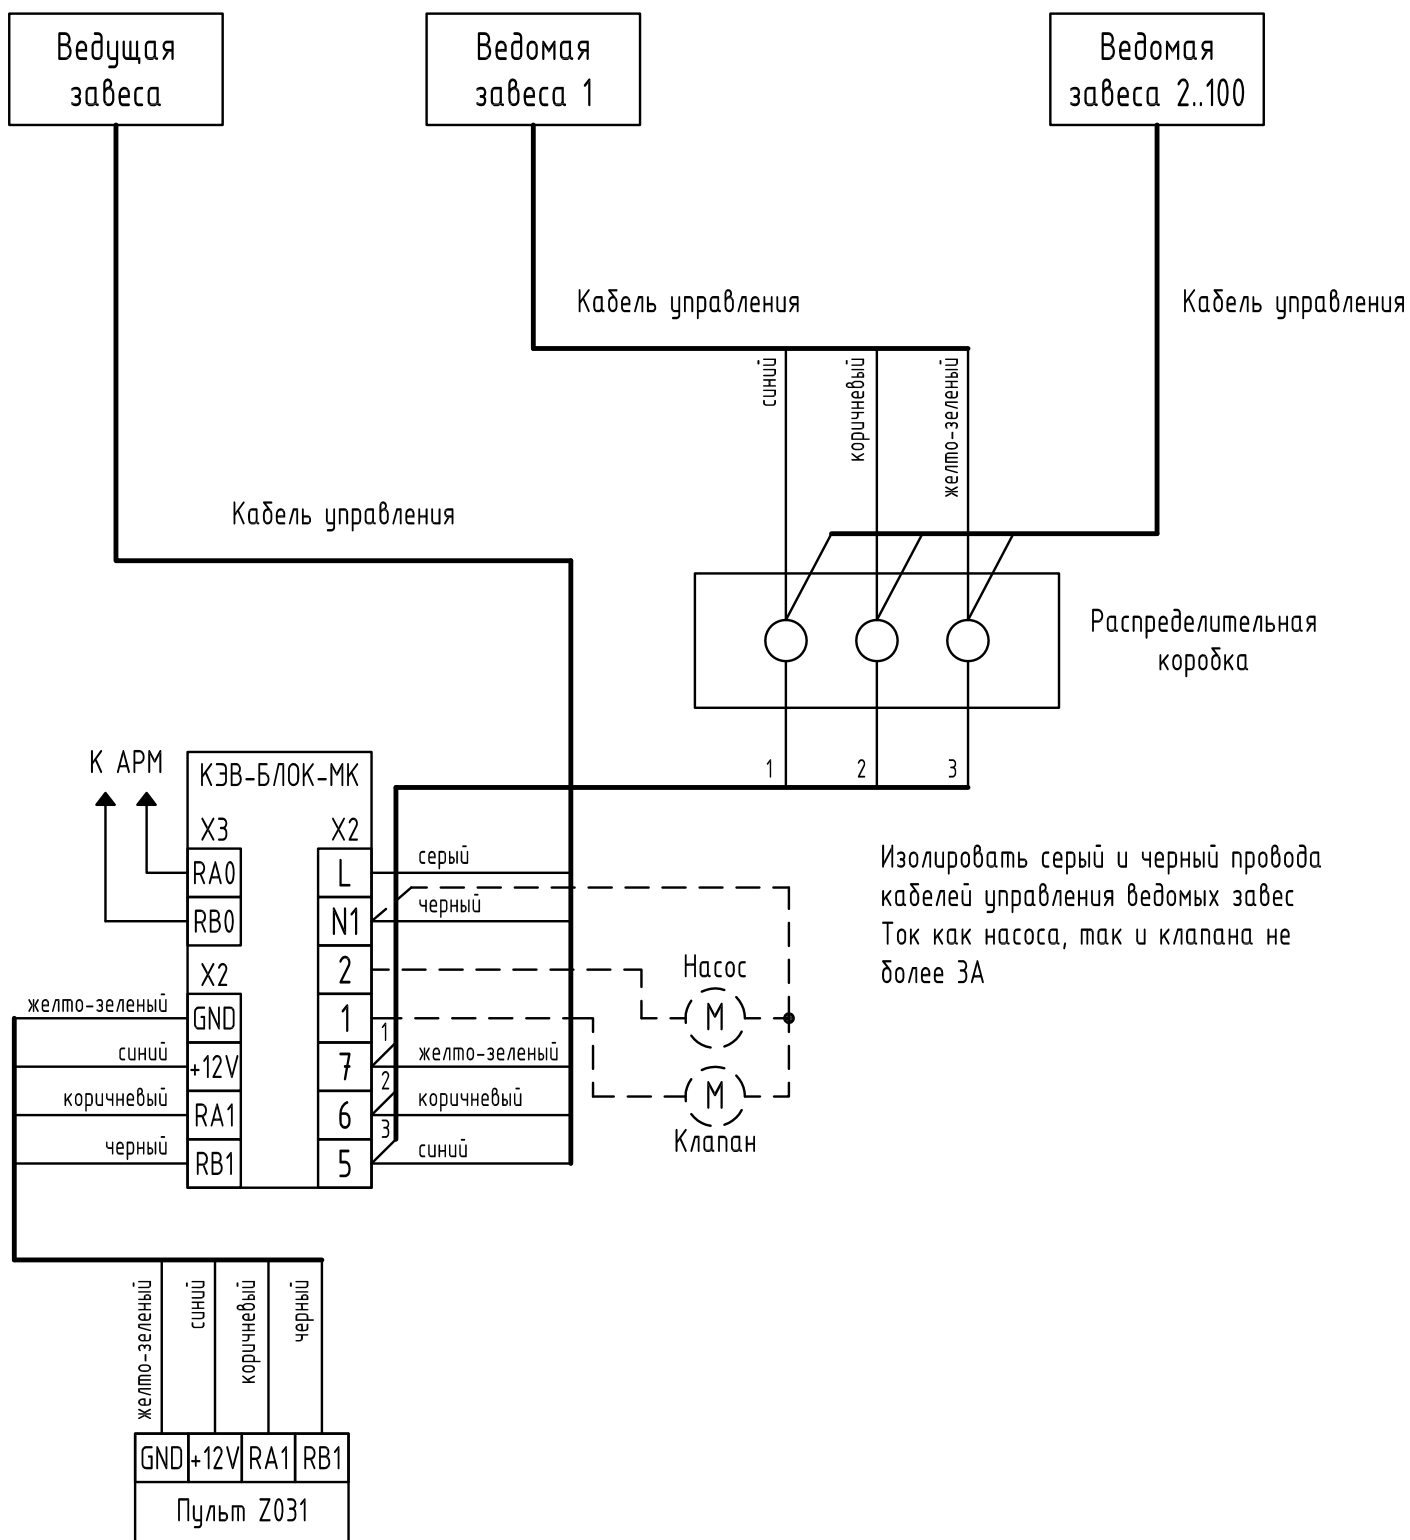 Ведущая
завеса
Ведомая
завеса 1
Ведомая
завеса 2..100
Кабель управления
Кабель управления
синий
коричневый
желто-зеленый
Кабель управления
Распределительная
коробка
1
2
3
К АРМ
КЭВ-БЛОК-МК
X3
X2
RA0
L
серый
RB0
N1
черный
X2
2
Насос
М
желто-зеленый
GND
1
1
синий
+12V
7
желто-зеленый
2
коричневый
RA1
6
коричневый
3
черный
RB1
5
синий
М
Клапан
Изолировать серый и черный провода
кабелей управления ведомых завес
Ток как насоса, так и клапана не
более 3А
желто-зеленый
синий
коричневый
черный
GND
+12V
RA1
RB1
Пульт Z031